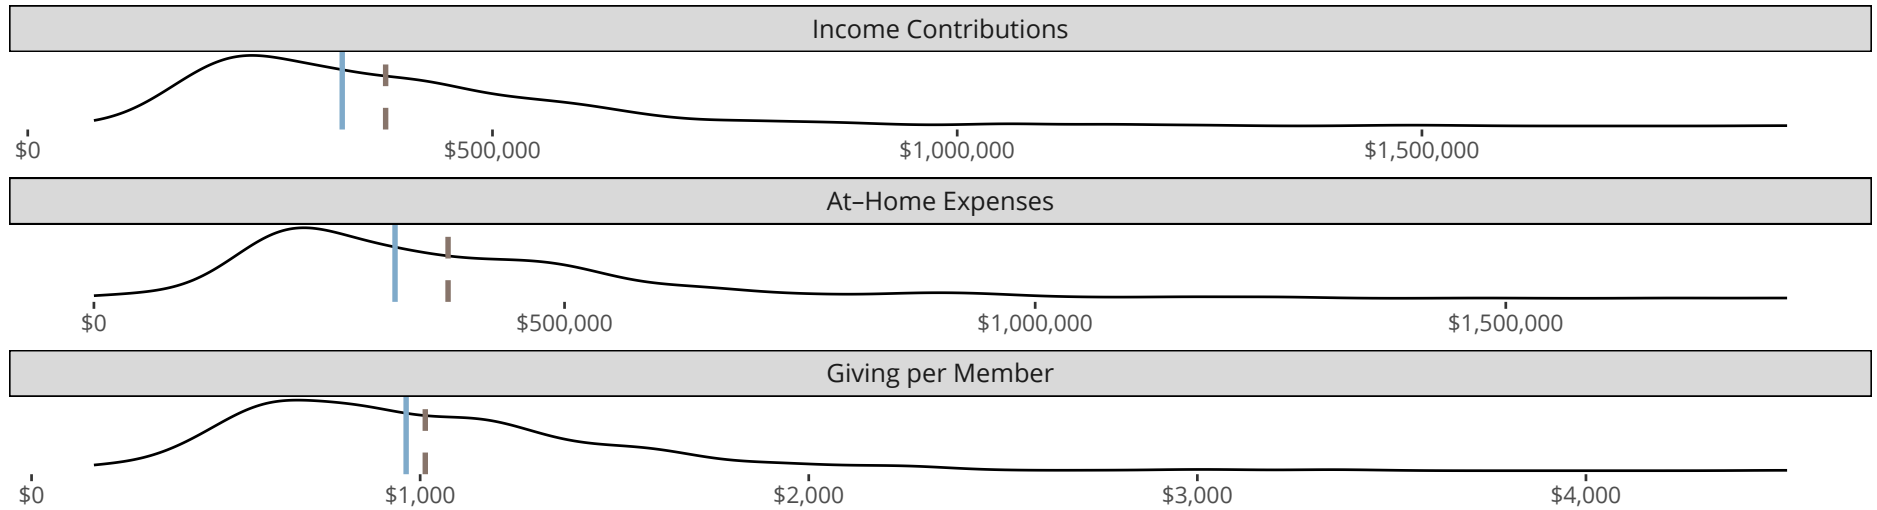 Income Contributions
$0 $500,000 $1,000,000 $1,500,000
At–Home Expenses
$0 $500,000 $1,000,000 $1,500,000
Giving per Member
$0 $1,000 $2,000 $3,000 $4,000